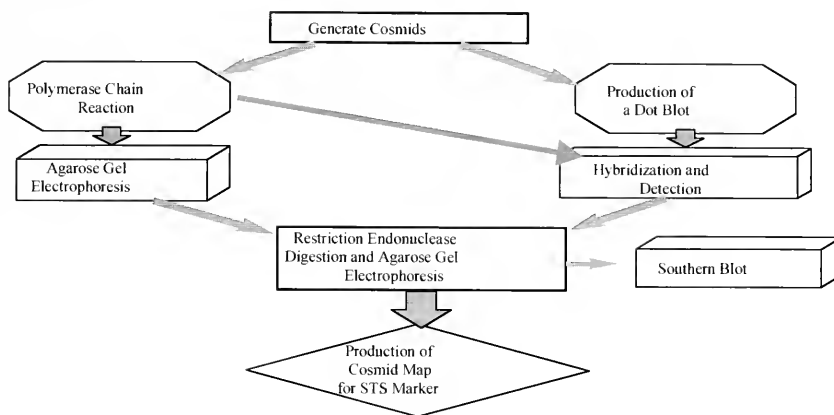 Generate Cosmids
Polymerase Chain
Reaction
Production of
a Dot Blot
Agarose Gel
Electrophoresis
Hybridization and
Detection
Restriction Endonuclease
Digestion and Agarose Gel
Electrophoresis
Southern Blot
Production of
Cosmid Map
for STS Marker